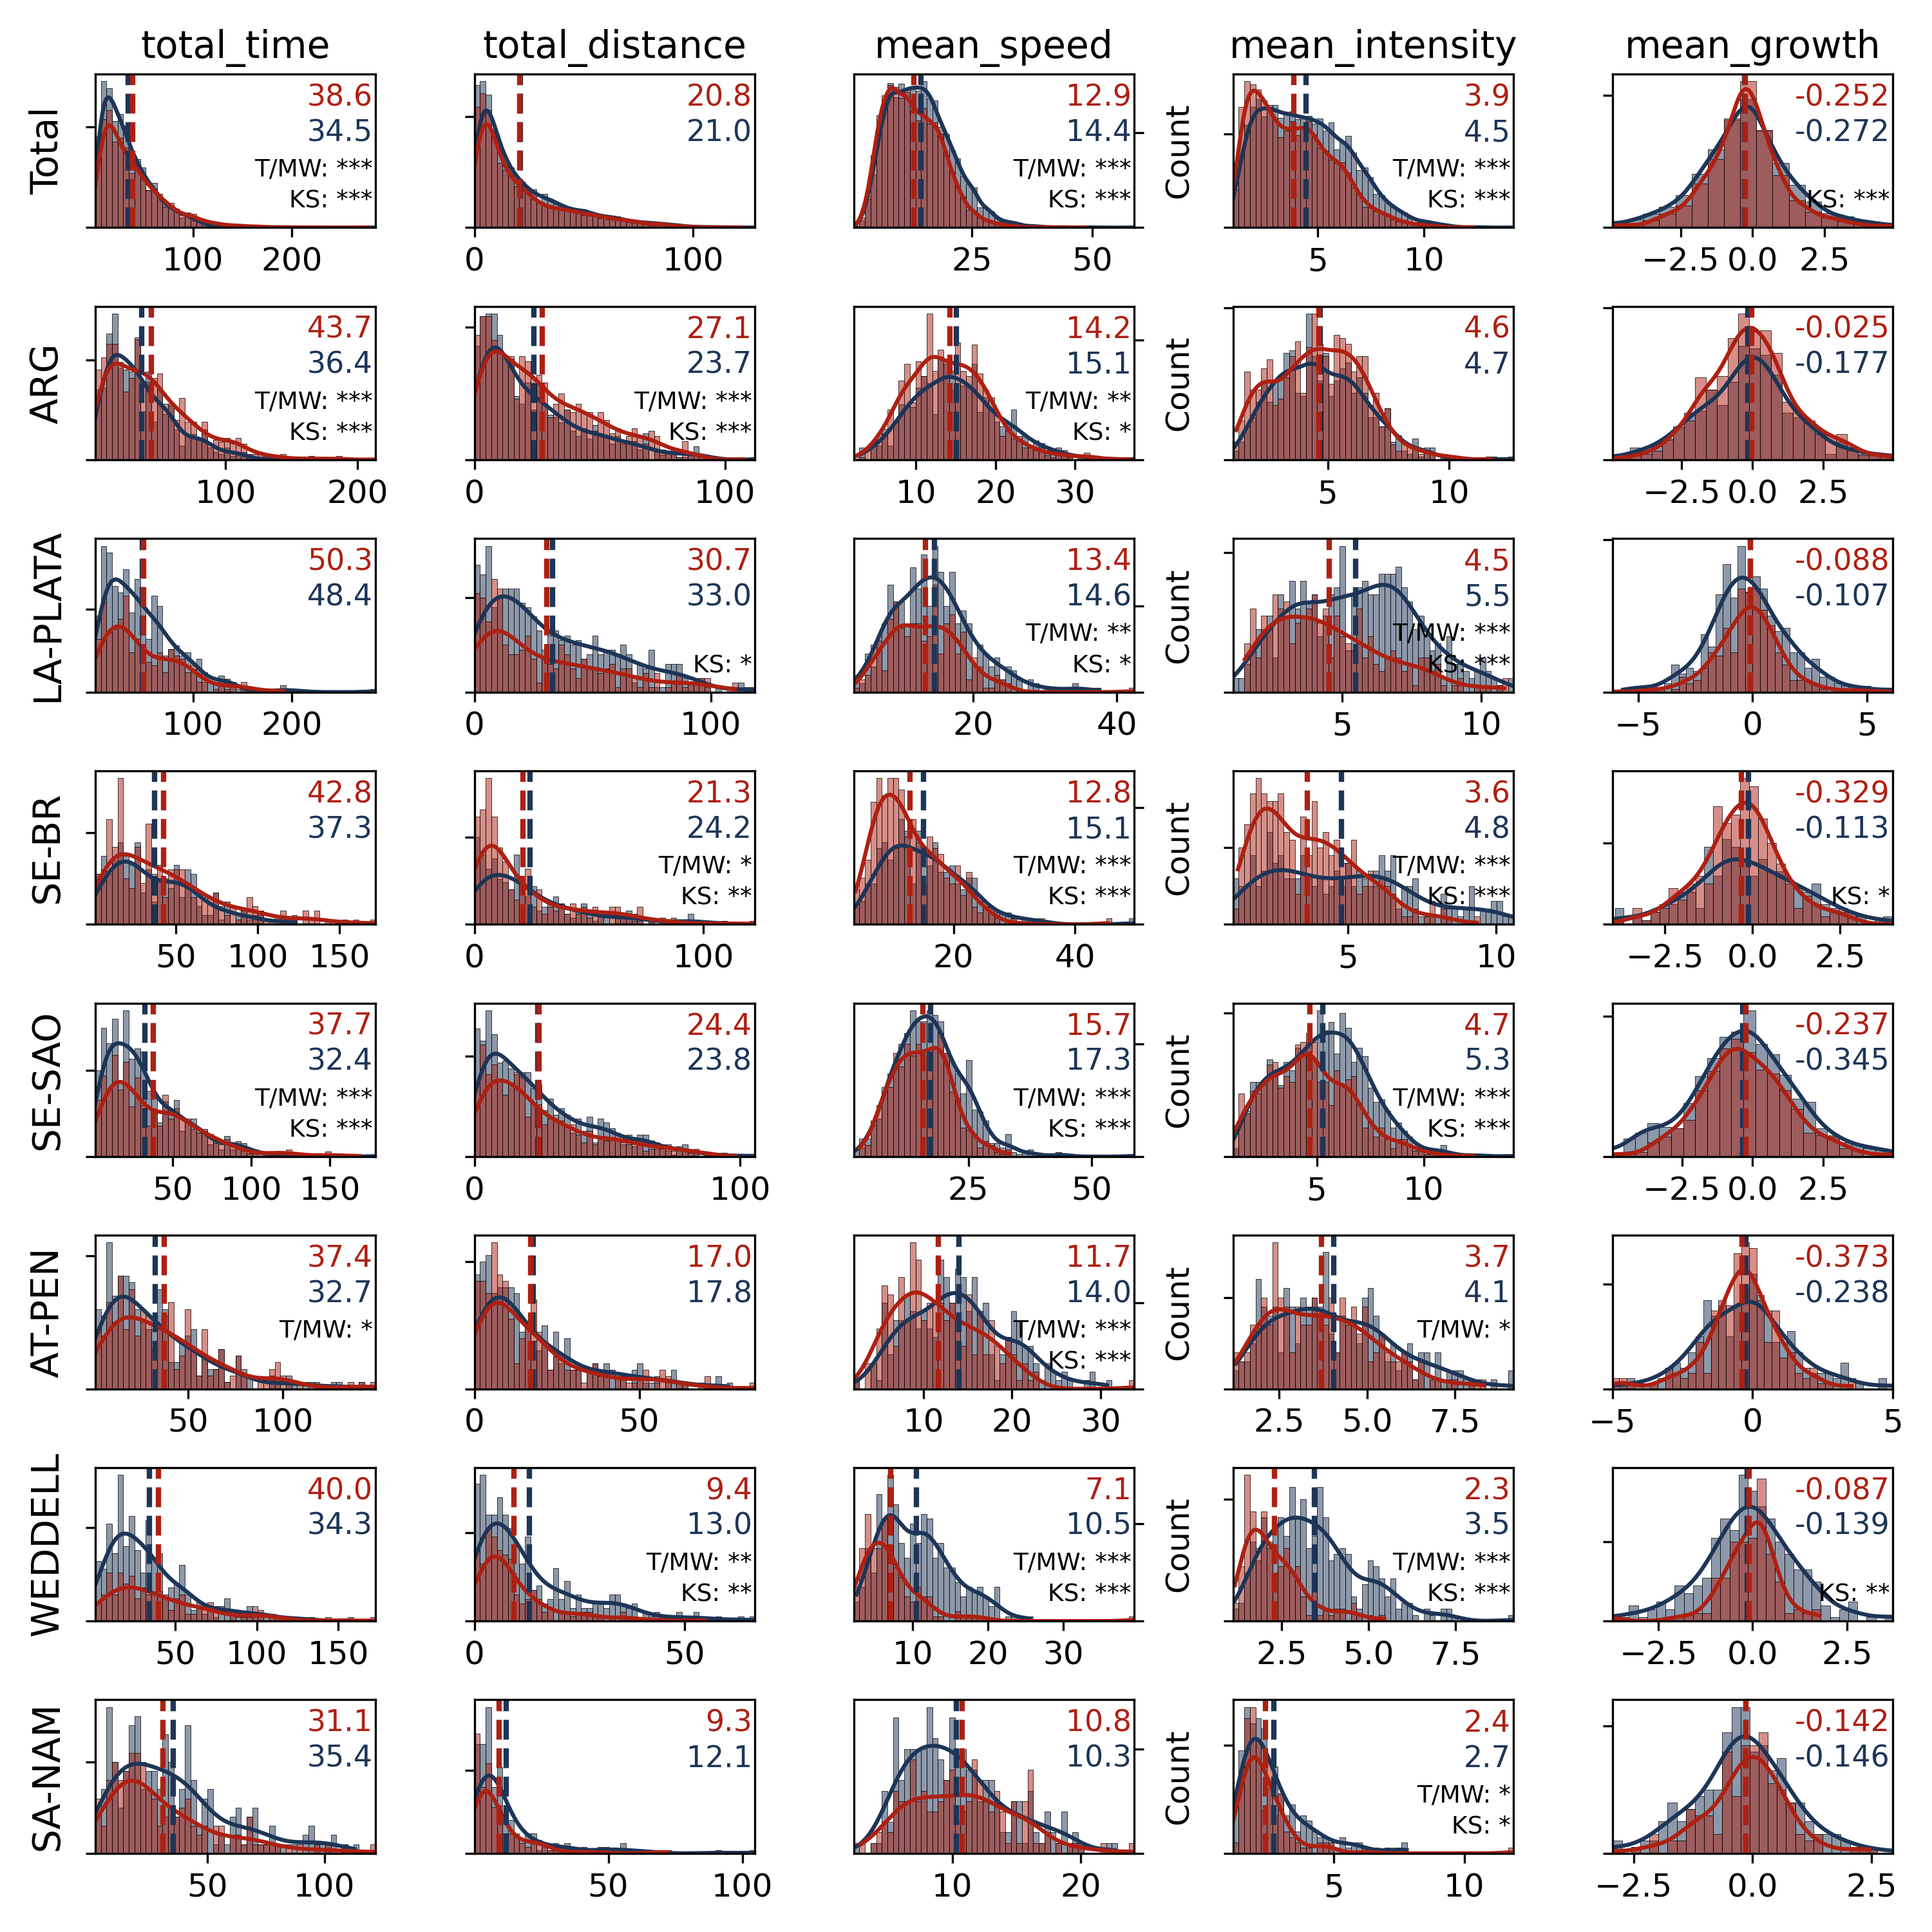 total_time total_distance mean_speed mean_intensity mean_growth
Total
38.6
34.5
T/MW: ***
KS: ***
100 200
20.8
21.0
0 100
12.9
14.4
T/MW: ***
KS: ***
25 50
Count
3.9
4.5
T/MW: ***
KS: ***
5 10
-0.252
-0.272
KS: ***
−2.5 0.0 2.5
ARG
43.7
36.4
T/MW: ***
KS: ***
100 200
27.1
23.7
T/MW: ***
KS: ***
0 100
14.2
15.1
T/MW: **
KS: *
10 20 30
Count
4.6
4.7
5 10
-0.025
-0.177
−2.5 0.0 2.5
LA-PLATA
50.3
48.4
100 200
30.7
33.0
KS: *
0 100
13.4
14.6
T/MW: **
KS: *
20 40
Count
4.5
5.5
T/MW: ***
KS: ***
5 10
-0.088
-0.107
−5 0 5
SE-BR
42.8
37.3
50 100 150
21.3
24.2
T/MW: *
KS: **
0 100
12.8
15.1
T/MW: ***
KS: ***
20 40
Count
3.6
4.8
T/MW: ***
KS: ***
5 10
-0.329
-0.113
KS: *
−2.5 0.0 2.5
SE-SAO
37.7
32.4
T/MW: ***
KS: ***
50 100 150
24.4
23.8
0 100
15.7
17.3
T/MW: ***
KS: ***
25 50
Count
4.7
5.3
T/MW: ***
KS: ***
5 10
-0.237
-0.345
−2.5 0.0 2.5
AT-PEN
37.4
32.7
T/MW: *
50 100
17.0
17.8
0 50
11.7
14.0
T/MW: ***
KS: ***
10 20 30
Count
3.7
4.1
T/MW: *
2.5 5.0 7.5
-0.373
-0.238
−5 0 5
WEDDELL
40.0
34.3
50 100 150
9.4
13.0
T/MW: **
KS: **
0 50
7.1
10.5
T/MW: ***
KS: ***
10 20 30
Count
2.3
3.5
T/MW: ***
KS: ***
2.5 5.0 7.5
-0.087
-0.139
KS: **
−2.5 0.0 2.5
SA-NAM
31.1
35.4
50 100
9.3
12.1
0 50 100
10.8
10.3
10 20
Count
2.4
2.7
T/MW: *
KS: *
5 10
-0.142
-0.146
−2.5 0.0 2.5